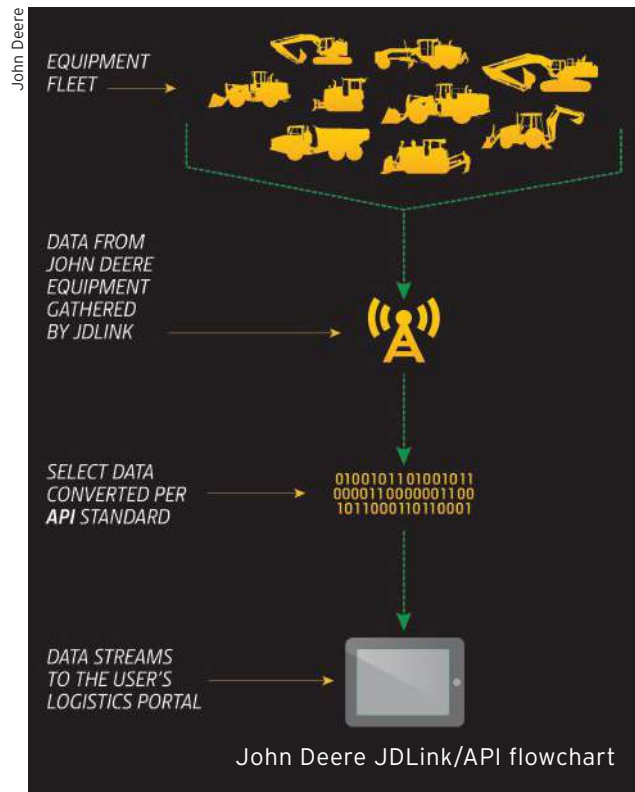 John Deere
EQUIPMENT
FLEET
DATA FROM
JOHN DEERE
EQUIPMENT
GATHERED
BY JDLINK
SELECT DATA
CONVERTED PER
API STANDARD
0100101101001011
0000110000001100
1011000110110001
DATA STREAMS
TO THE USER'S
LOGISTICS PORTAL
John Deere JDLink/API flowchart